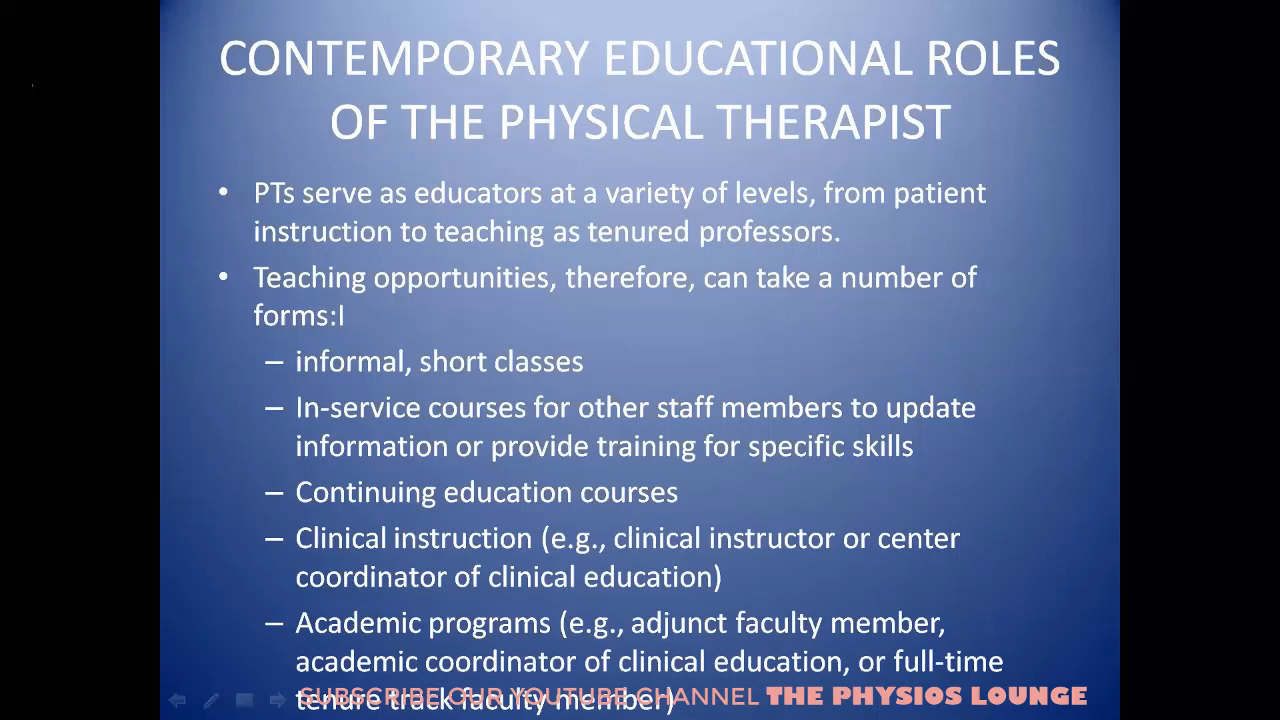 CONTEMPORARY EDUCATIONAL ROLES
OF THE PHYSICAL THERAPIST
• PTs serve as educators at a variety of levels, from patient
instruction to teaching as tenured professors.
• Teaching opportunities, therefore, can take a number of
forms:l
– informal, short classes
– In-service courses for other staff members to update
information or provide training for specific skills
– Continuing education courses
– Clinical instruction (e.g., clinical instructor or center
coordinator of clinical education)
– Academic programs (e.g., adjunct faculty member,
academic coordinator of clinical education, or full-time
tenure track faculty member)
SUBSCRIBE OUR YOUTUBE CHANNEL THE PHYSIOS LOUNGE